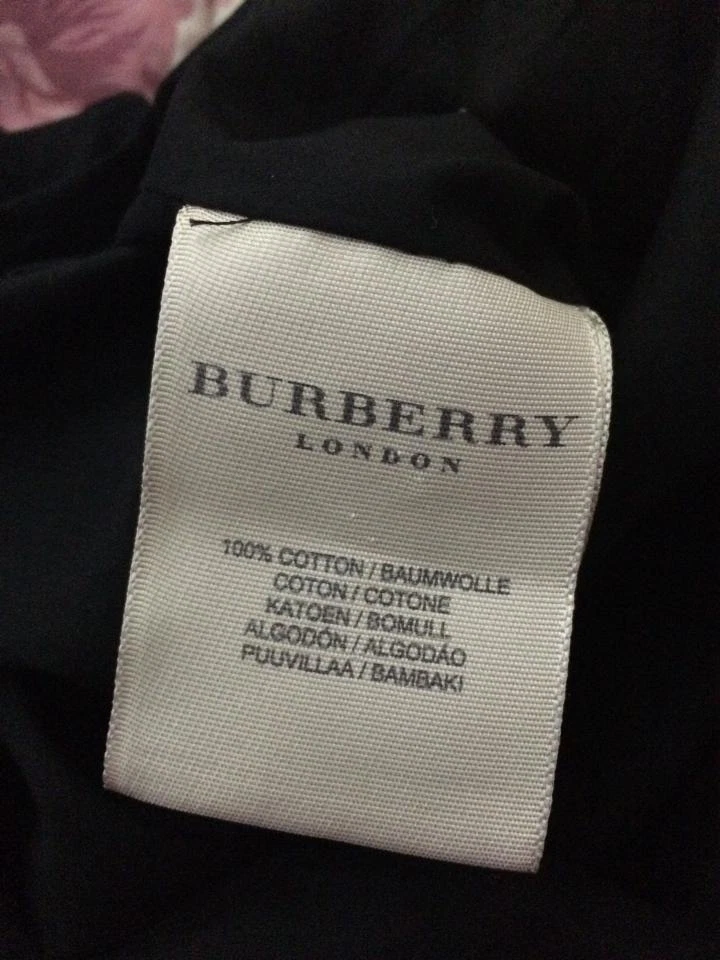 BURBERRY
LONDON
100% COTTON / BAUMWOLLE
COTON / COTONE
KATOEN / BOMULL
ALGODÓN / ALGODÃO
PUUVILLAA / BAMBAKI